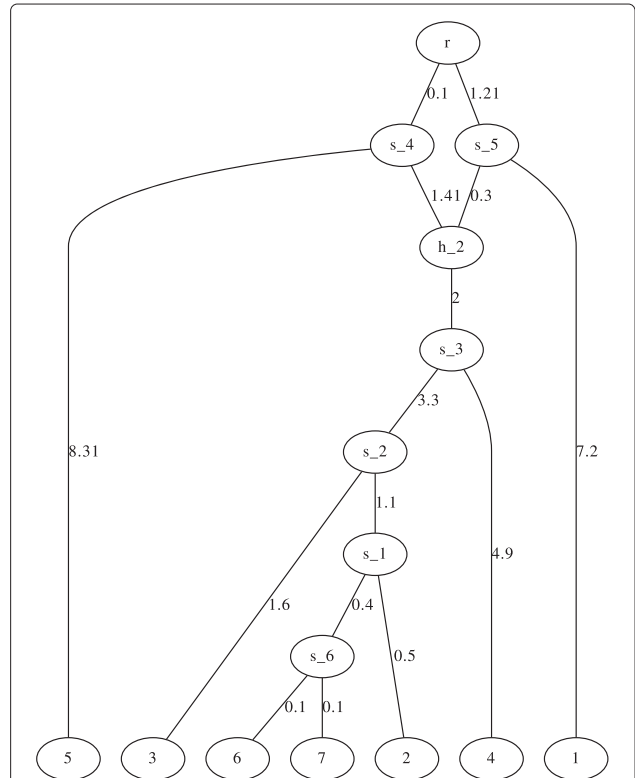 r
0.1 1.21
s_4 s_5
1.41 0.3
h_2
2
s_3
3.3
8.31 s_2 7.2
1.1
s_1 4.9
1.6 0.4
s_6 0.5
0.1 0.1
5 3 6 7 2 4 1